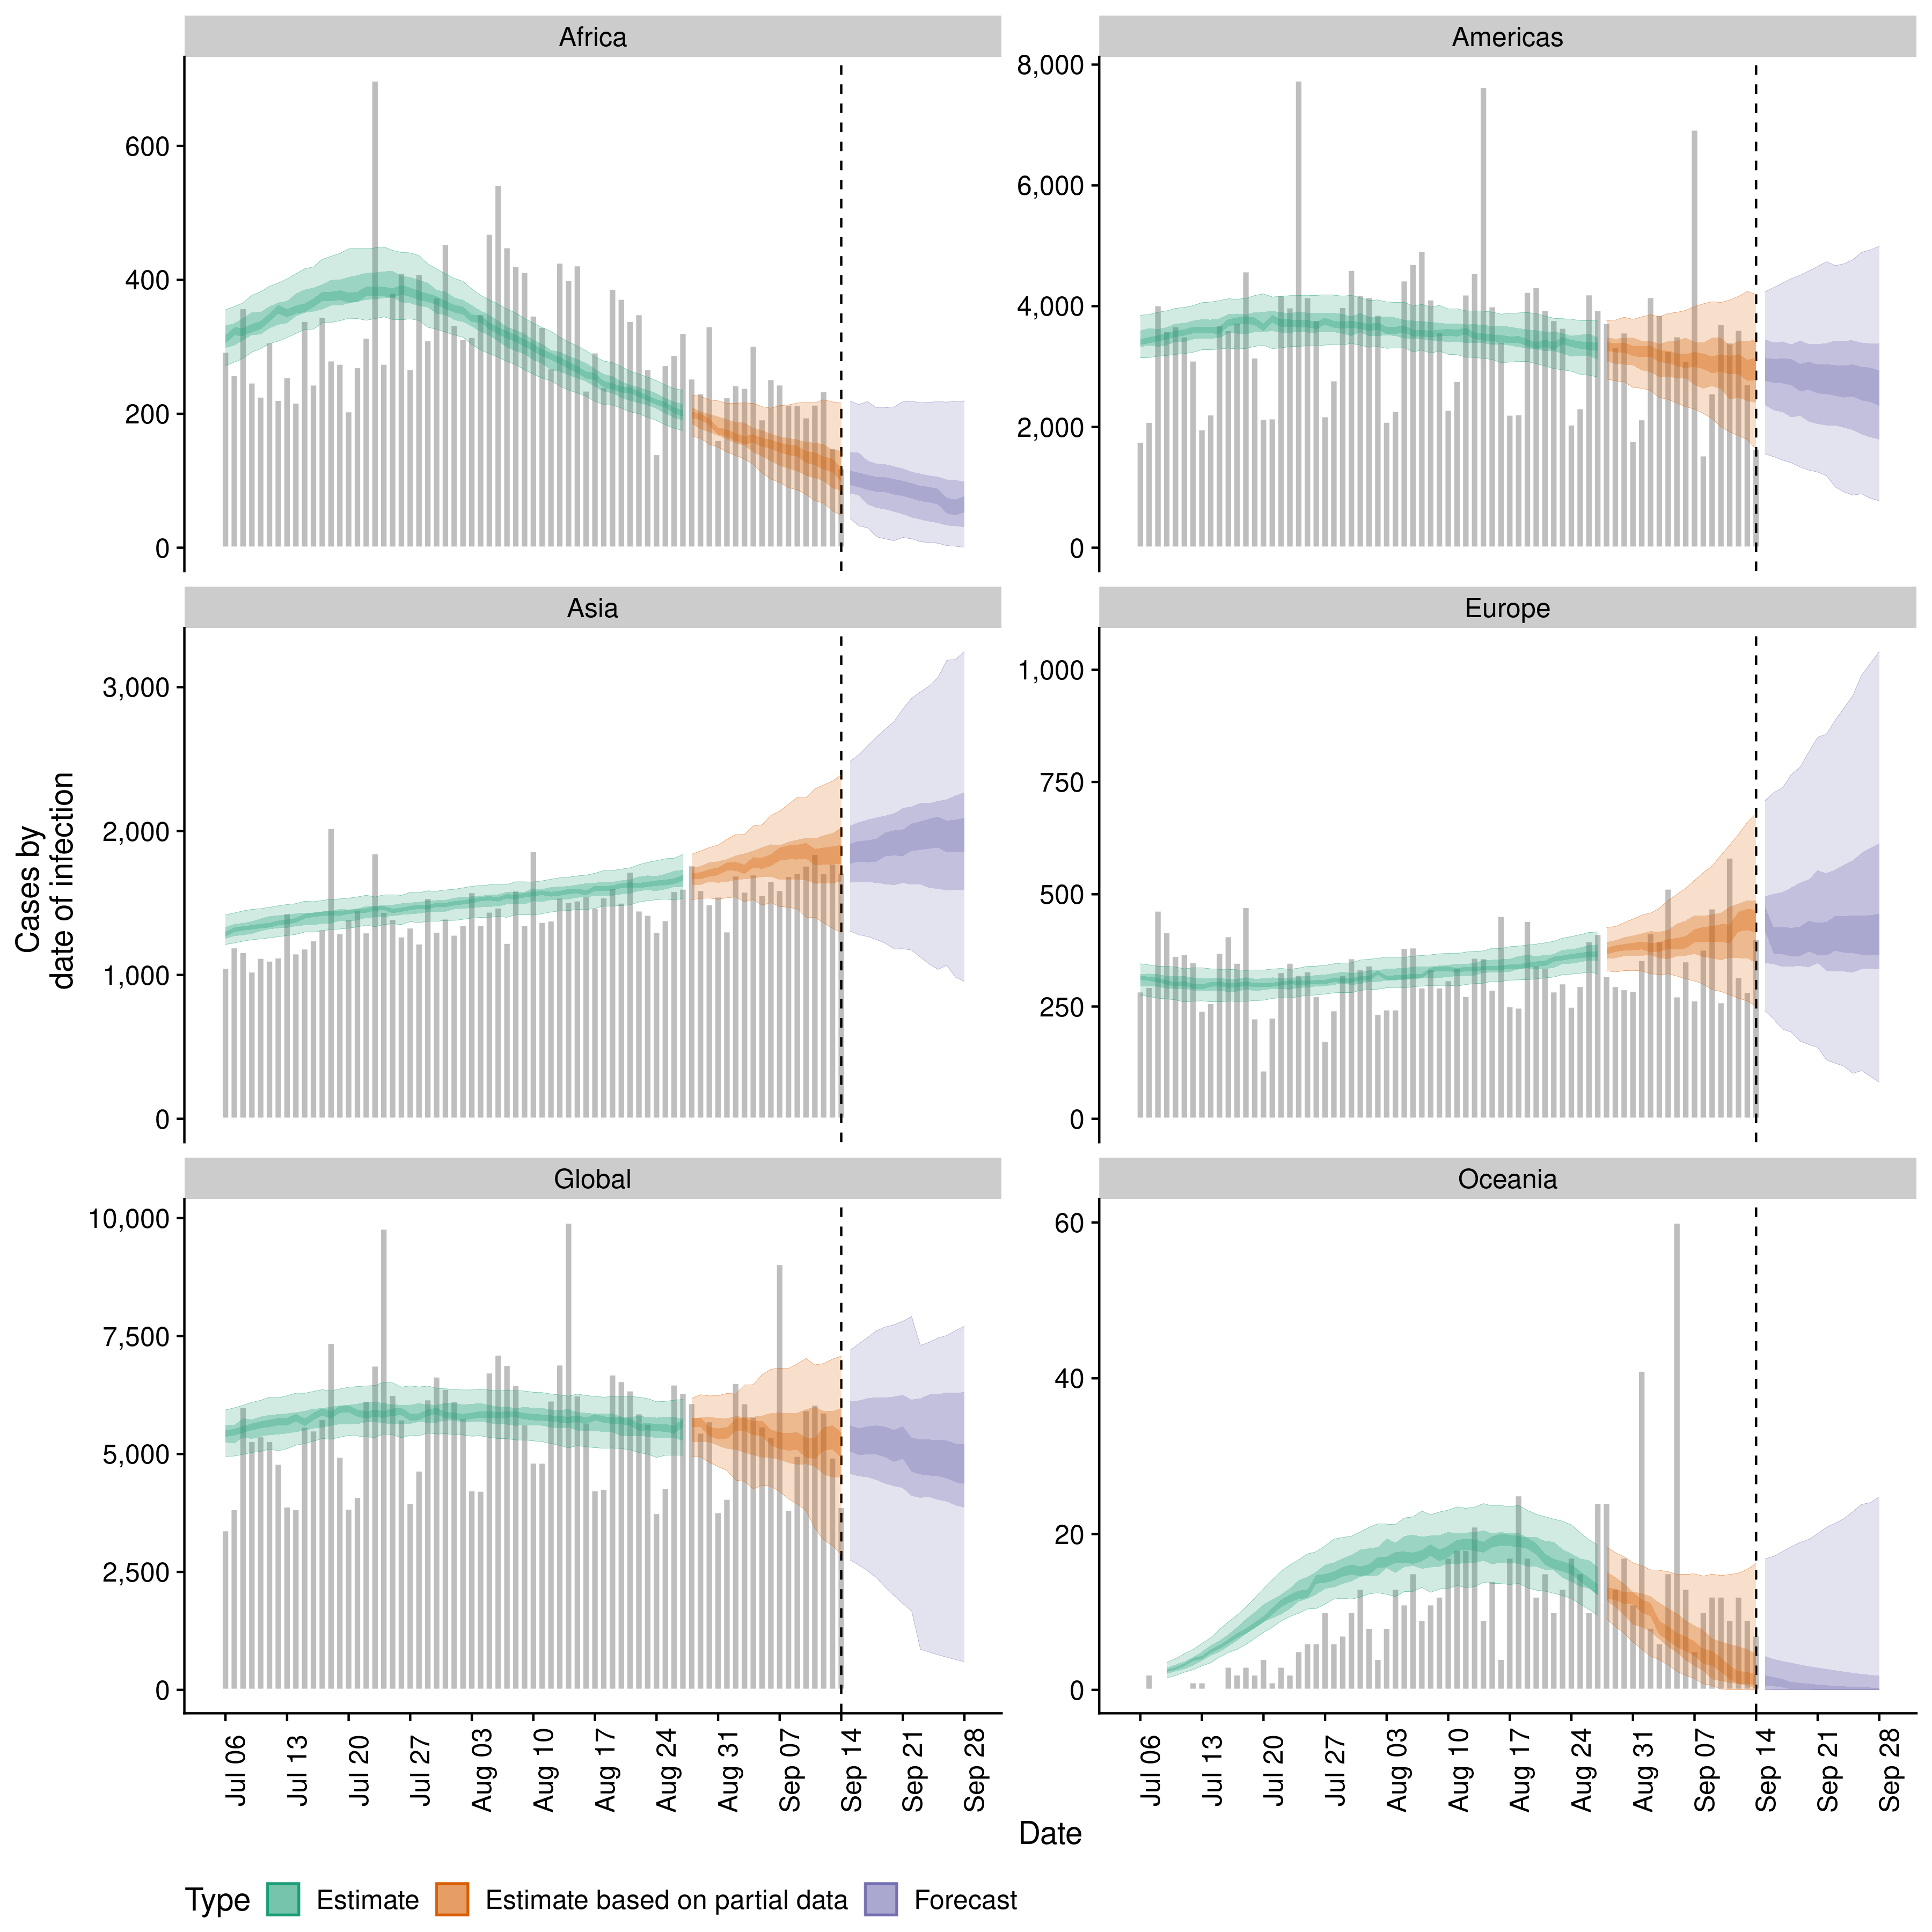 Africa
Americas
600
400
200
0
8,000
6,000
4,000
2,000
0
Asia
Europe
3,000
2,000
1,000
0
1,000
750
500
250
0
Global
Oceania
10,000
7,500
5,000
2,500
0
60
40
20
0
Cases by
date of infection
Jul 06
Jul 13
Jul 20
Jul 27
Aug 03
Aug 10
Aug 17
Aug 24
Aug 31
Sep 07
Sep 14
Sep 21
Sep 28
Jul 06
Jul 13
Jul 20
Jul 27
Aug 03
Aug 10
Aug 17
Aug 24
Aug 31
Sep 07
Sep 14
Sep 21
Sep 28
Date
Type Estimate Estimate based on partial data Forecast